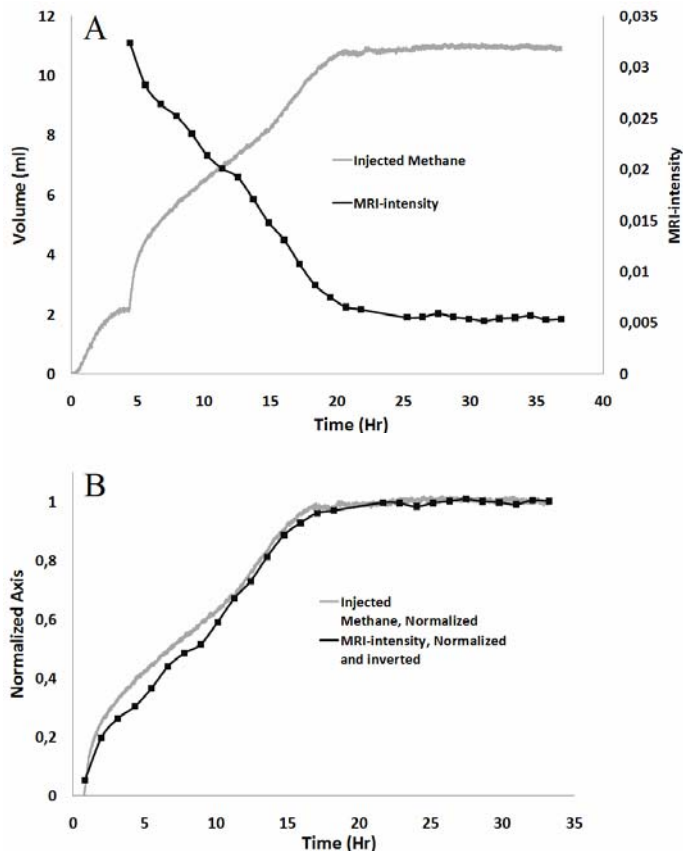 A
12
10
8
6
4
2
0
Volume (ml)
0,035
0,03
0,025
0,02
0,015
0,01
0,005
0
MRI-intensity
Injected Methane
MRI-intensity
0 5 10 15 20 25 30 35 40
Time (Hr)
B
1
0,8
0,6
0,4
0,2
0
Normalized Axis
Injected
Methane, Normalized
MRI-intensity, Normalized
and inverted
0 5 10 15 20 25 30 35
Time (Hr)